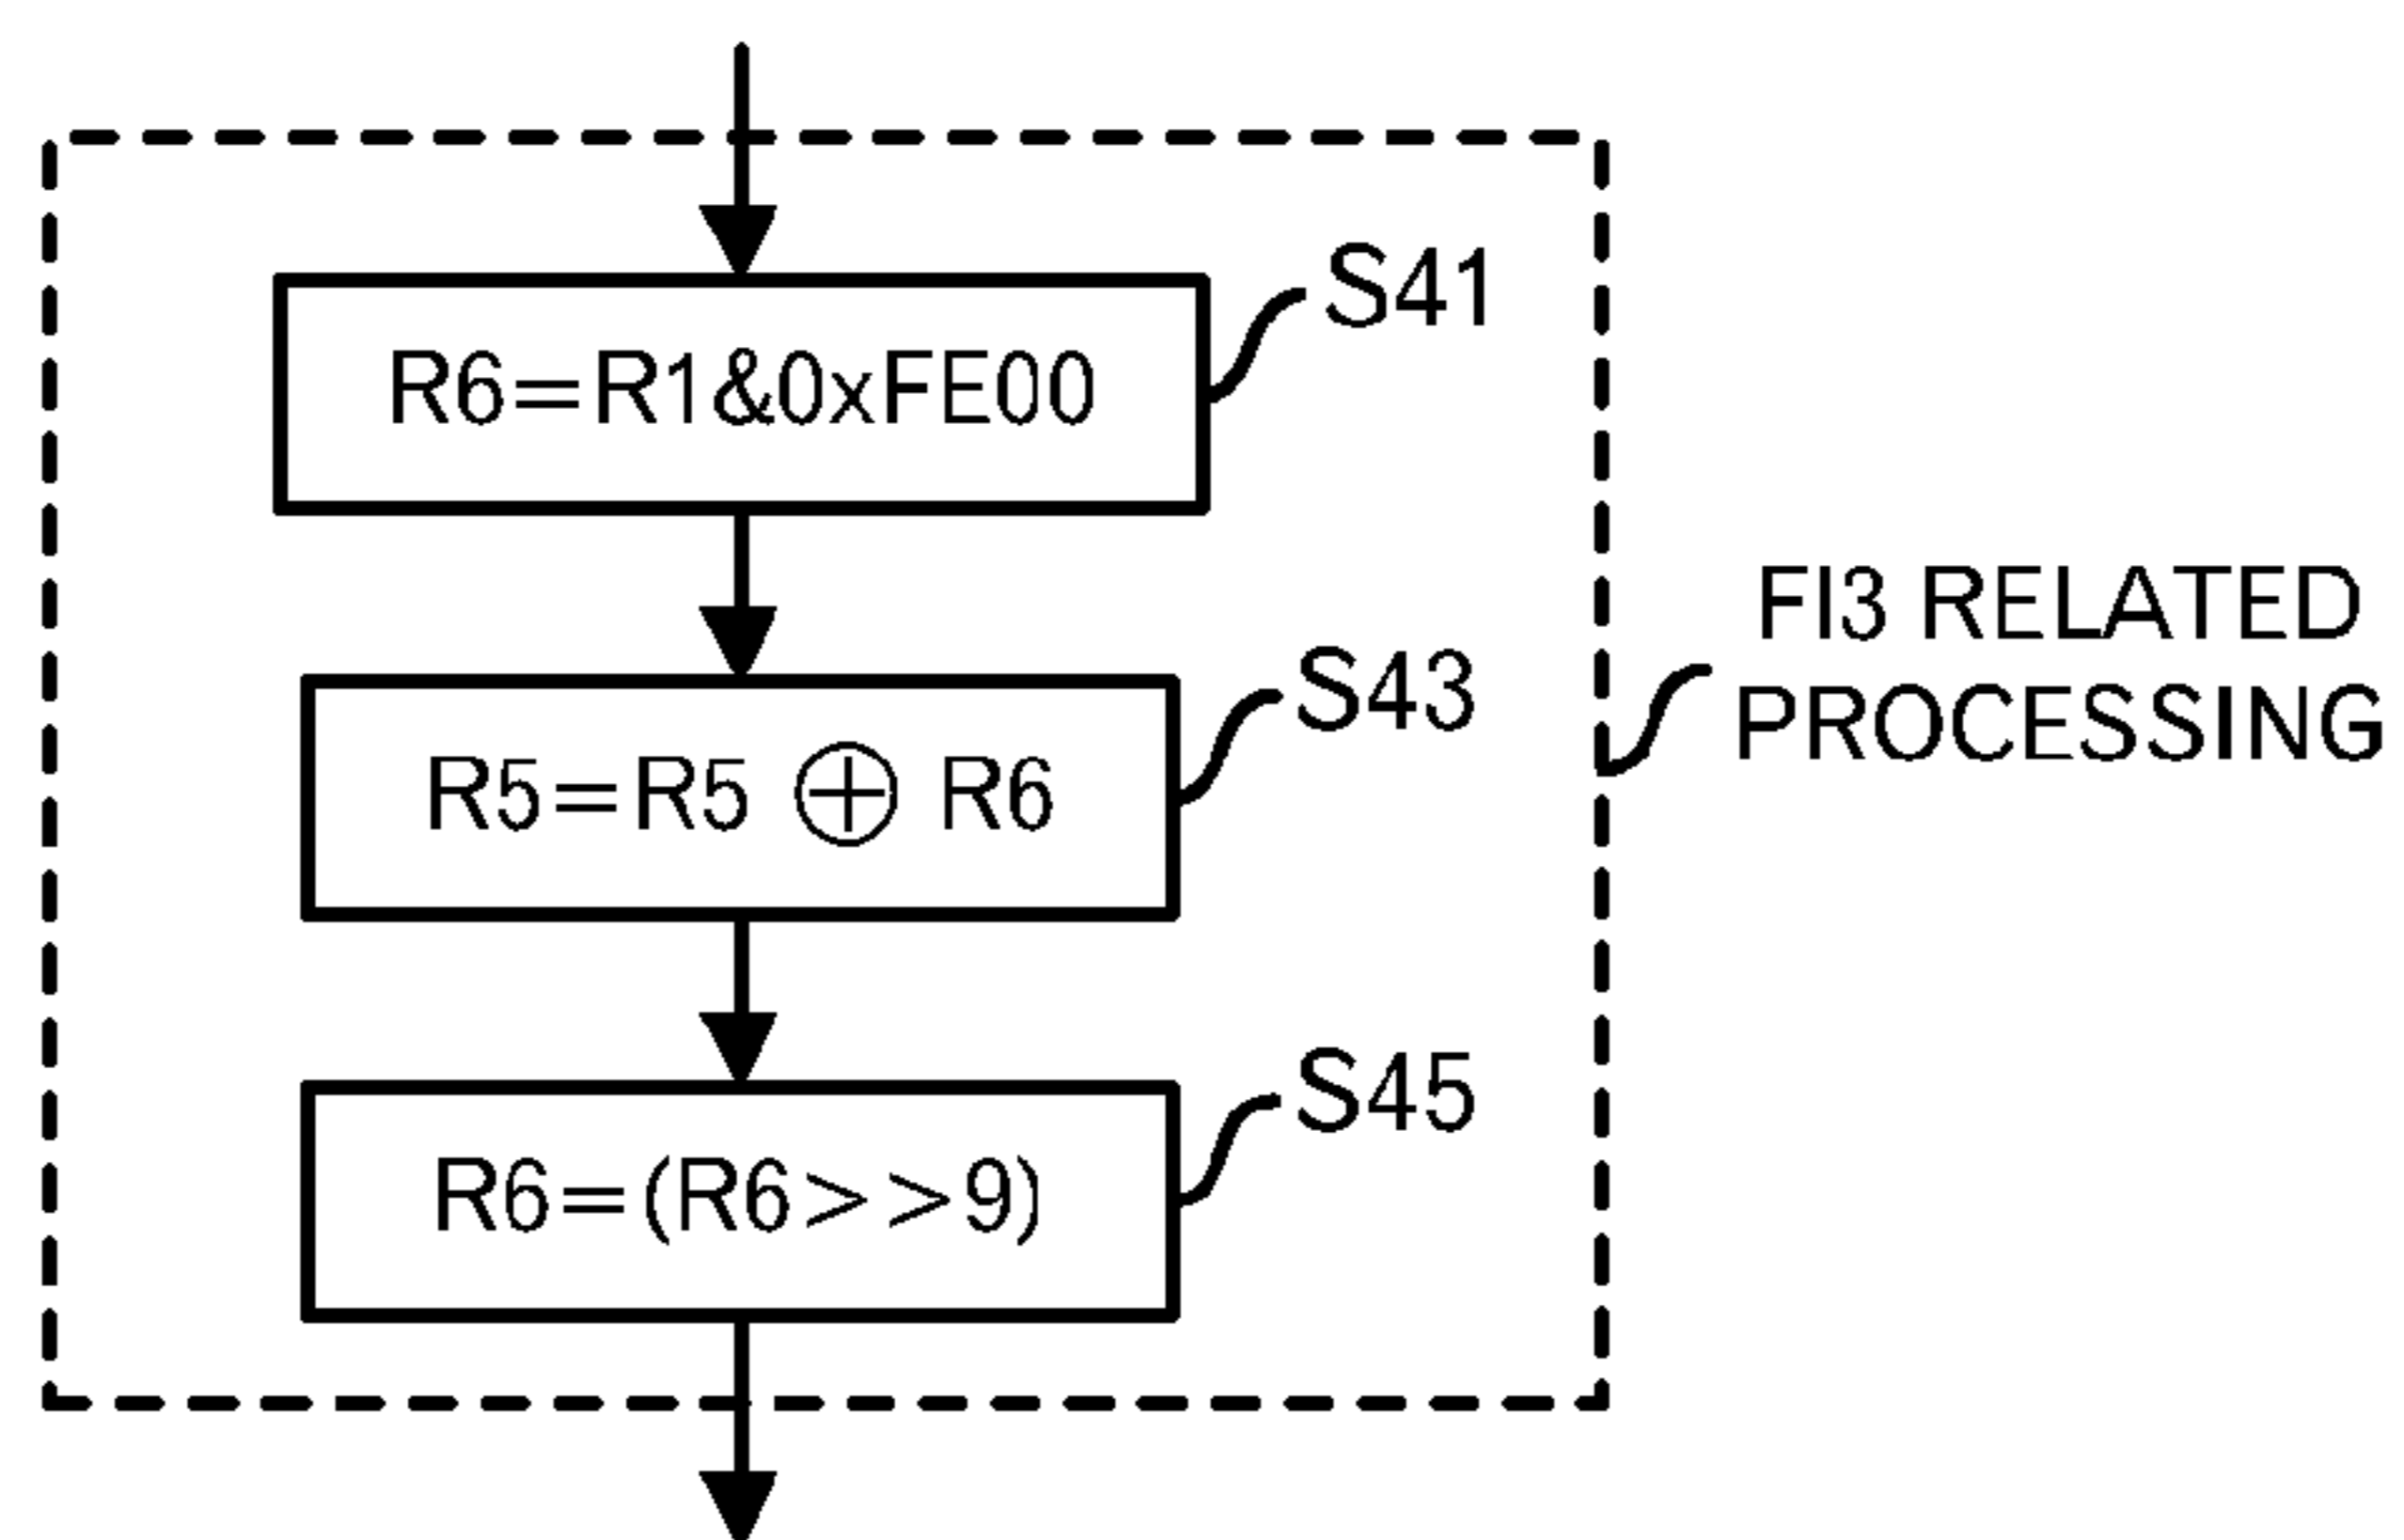 S41
R6=R1&0xFE00
FI3 RELATED
PROCESSING
S43
R5=R5 ⊕ R6
S45
R6=(R6>>9)